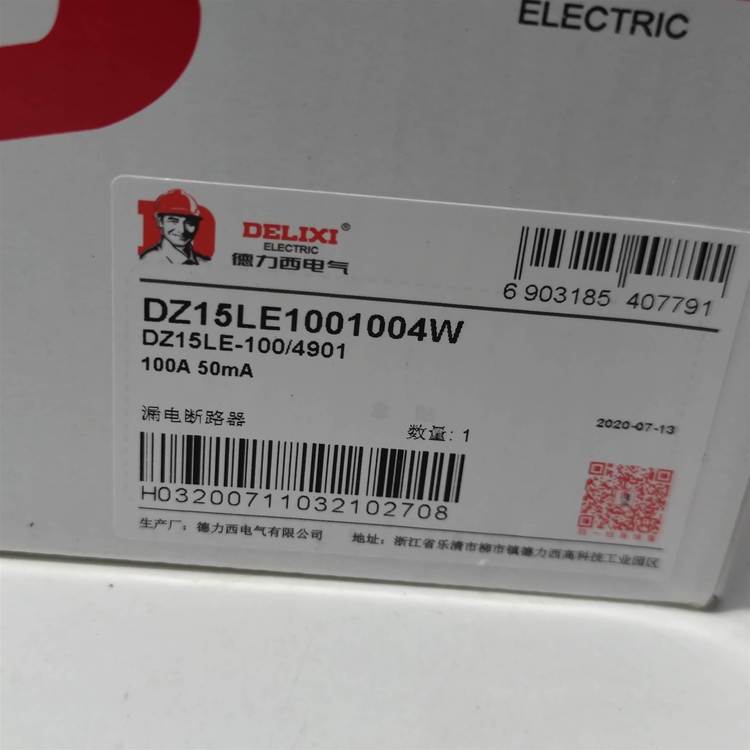 ELECTRIC
DELIXI®
ELECTRIC
德力西电气
6 903185 407791
DZ15LE1001004W
DZ15LE-100/4901
100A 50mA
漏电断路器
数量: 1
2020-07-13
H03200711032102708
生产厂: 德力西电气有限公司
地址: 浙江省乐清市柳市镇德力西高科技工业园区